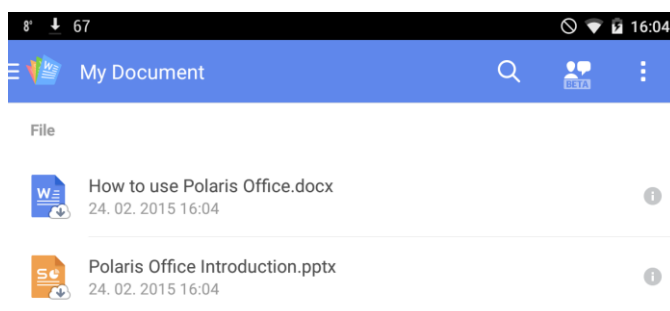 8° 67 16:04
My Document
BETA
File
W
How to use Polaris Office.docx
24. 02. 2015 16:04
S
Polaris Office Introduction.pptx
24. 02. 2015 16:04